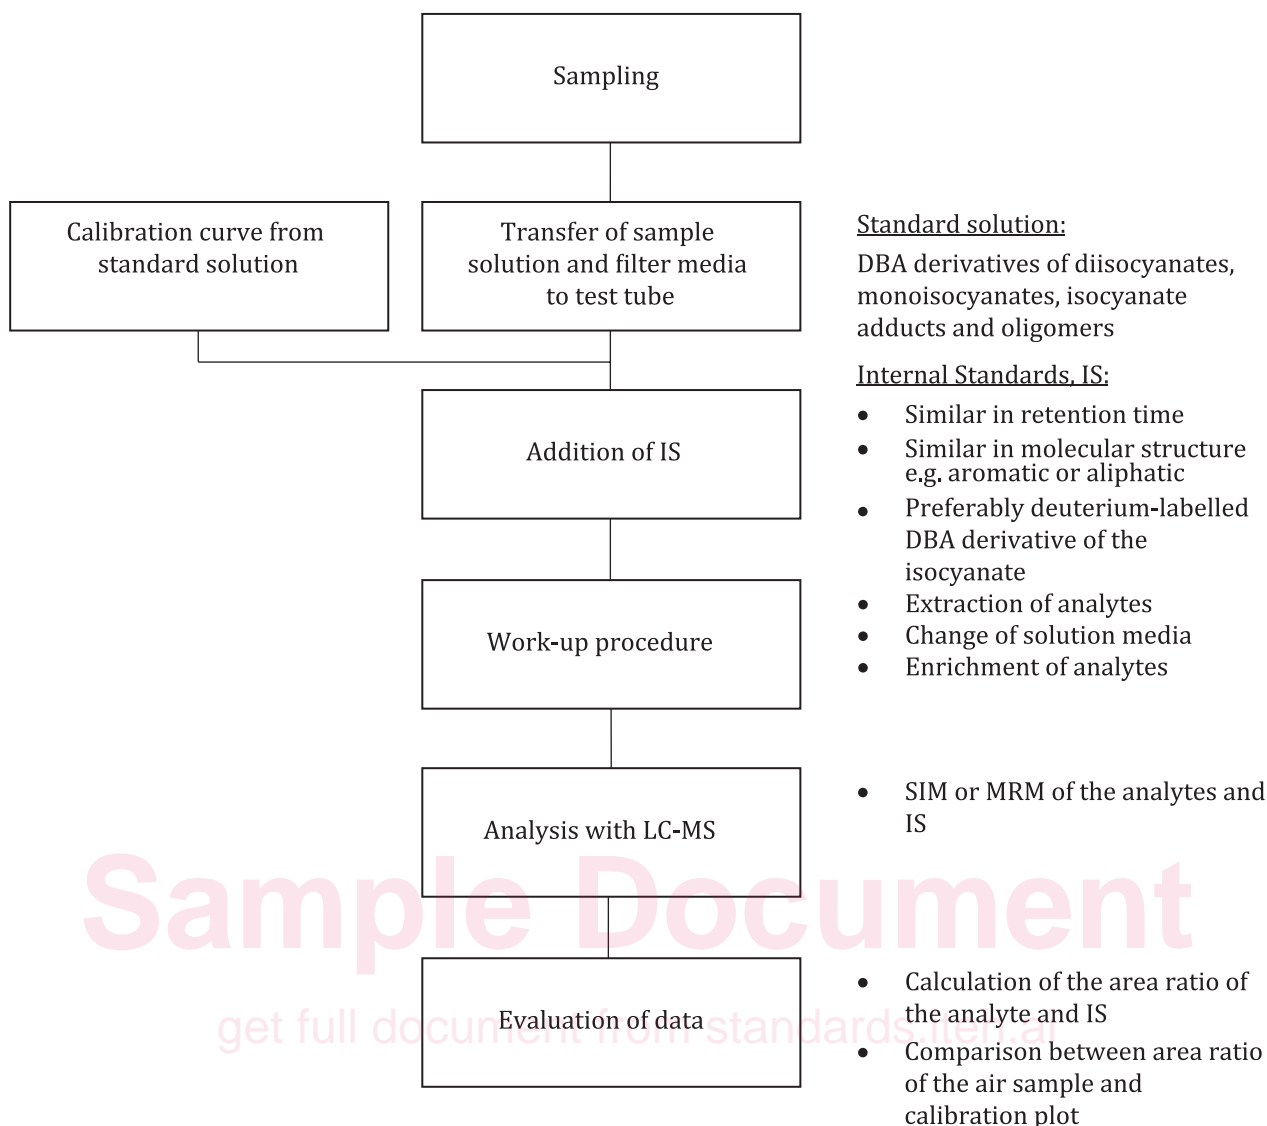 Sampling
Calibration curve from
standard solution
Transfer of sample
solution and filter media
to test tube
Standard solution:
DBA derivatives of diisocyanates,
monoisocyanates, isocyanate
adducts and oligomers
Internal Standards, IS:
• Similar in retention time
Addition of IS
• Similar in molecular structure
e.g. aromatic or aliphatic
• Preferably deuterium-labelled
DBA derivative of the
isocyanate
• Extraction of analytes
Work-up procedure
• Change of solution media
• Enrichment of analytes
Analysis with LC-MS
• SIM or MRM of the analytes and
IS
Sample Document
Evaluation of data
• Calculation of the area ratio of
the analyte and IS
get full document from standards.iteh.ai
• Comparison between area ratio
of the air sample and
calibration plot